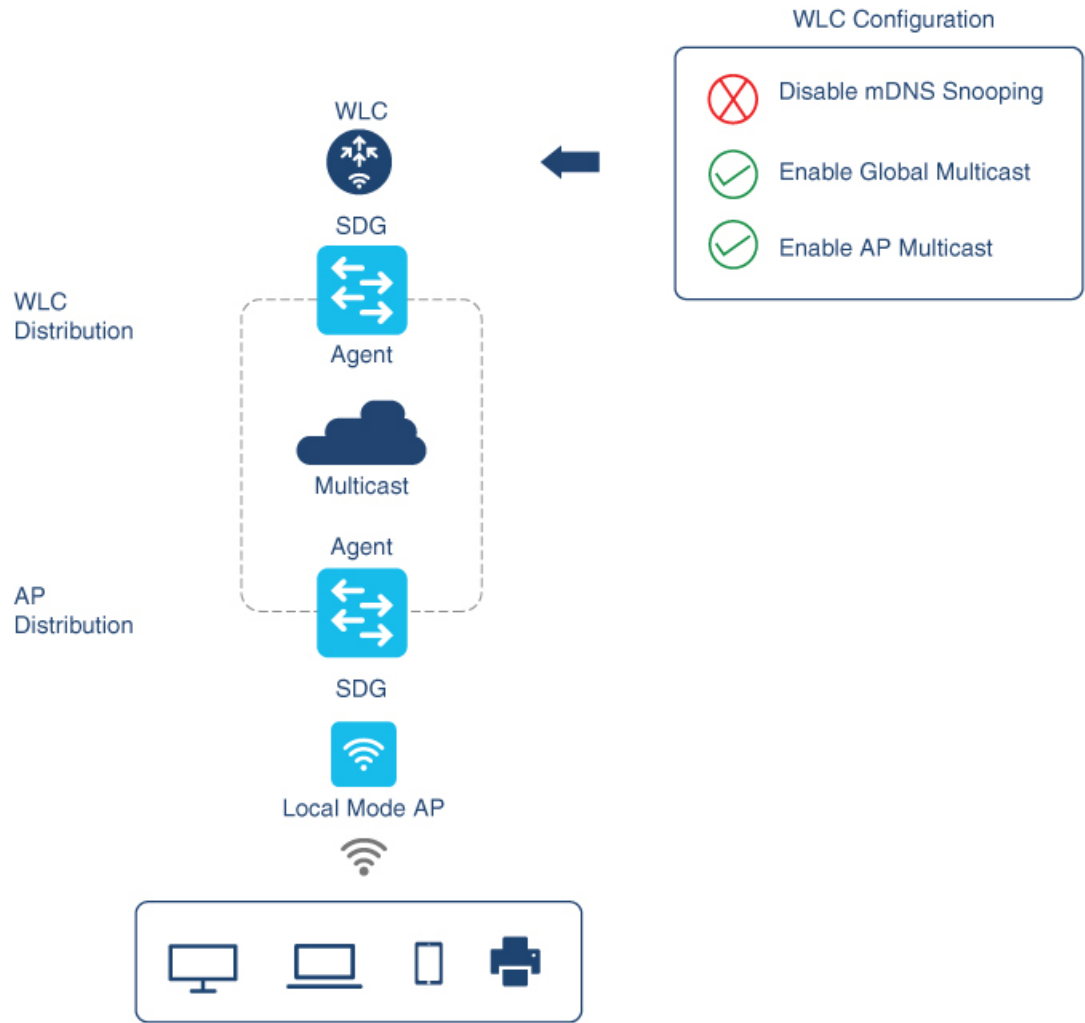 WLC Configuration
Disable mDNS Snooping
Enable Global Multicast
Enable AP Multicast
WLC
SDG
WLC
Distribution
Agent
Multicast
Agent
AP
Distribution
SDG
Local Mode AP